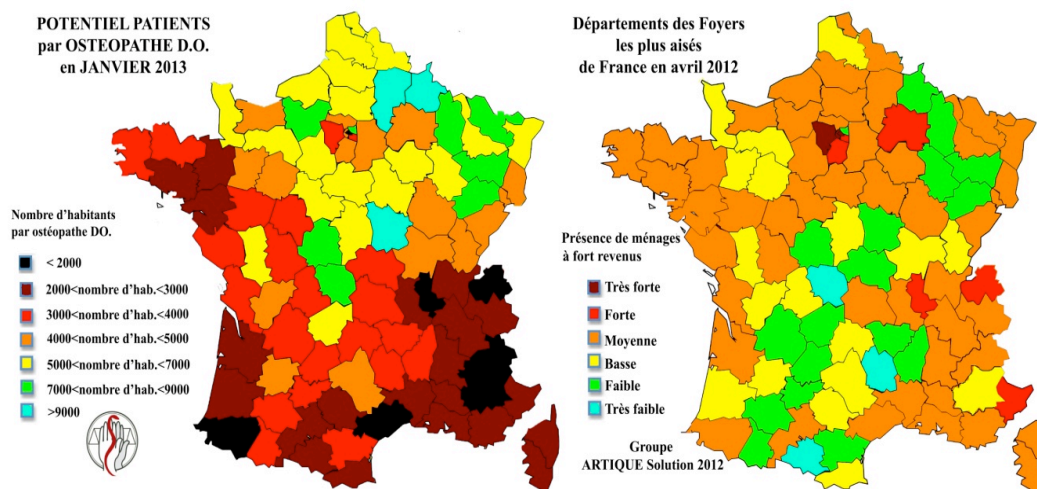 POTENTIEL PATIENTS
par OSTEOPATHE D.O.
en JANVIER 2013
Nombre d'habitants
par ostéopathe DO.
< 2000
2000<nombre d'hab.<3000
3000<nombre d'hab.<4000
4000<nombre d'hab.<5000
5000<nombre d'hab.<7000
7000<nombre d'hab.<9000
>9000
Départements des Foyers
les plus aisés
de France en avril 2012
Présence de ménages
à fort revenus
Très forte
Forte
Moyenne
Basse
Faible
Très faible
Groupe
ARTIQUE Solution 2012